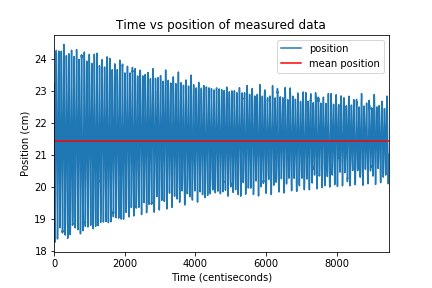 Time vs position of measured data
position
mean position
Position (cm)
24
23
22
21
20
19
18
0
2000
4000
6000
8000
Time (centiseconds)